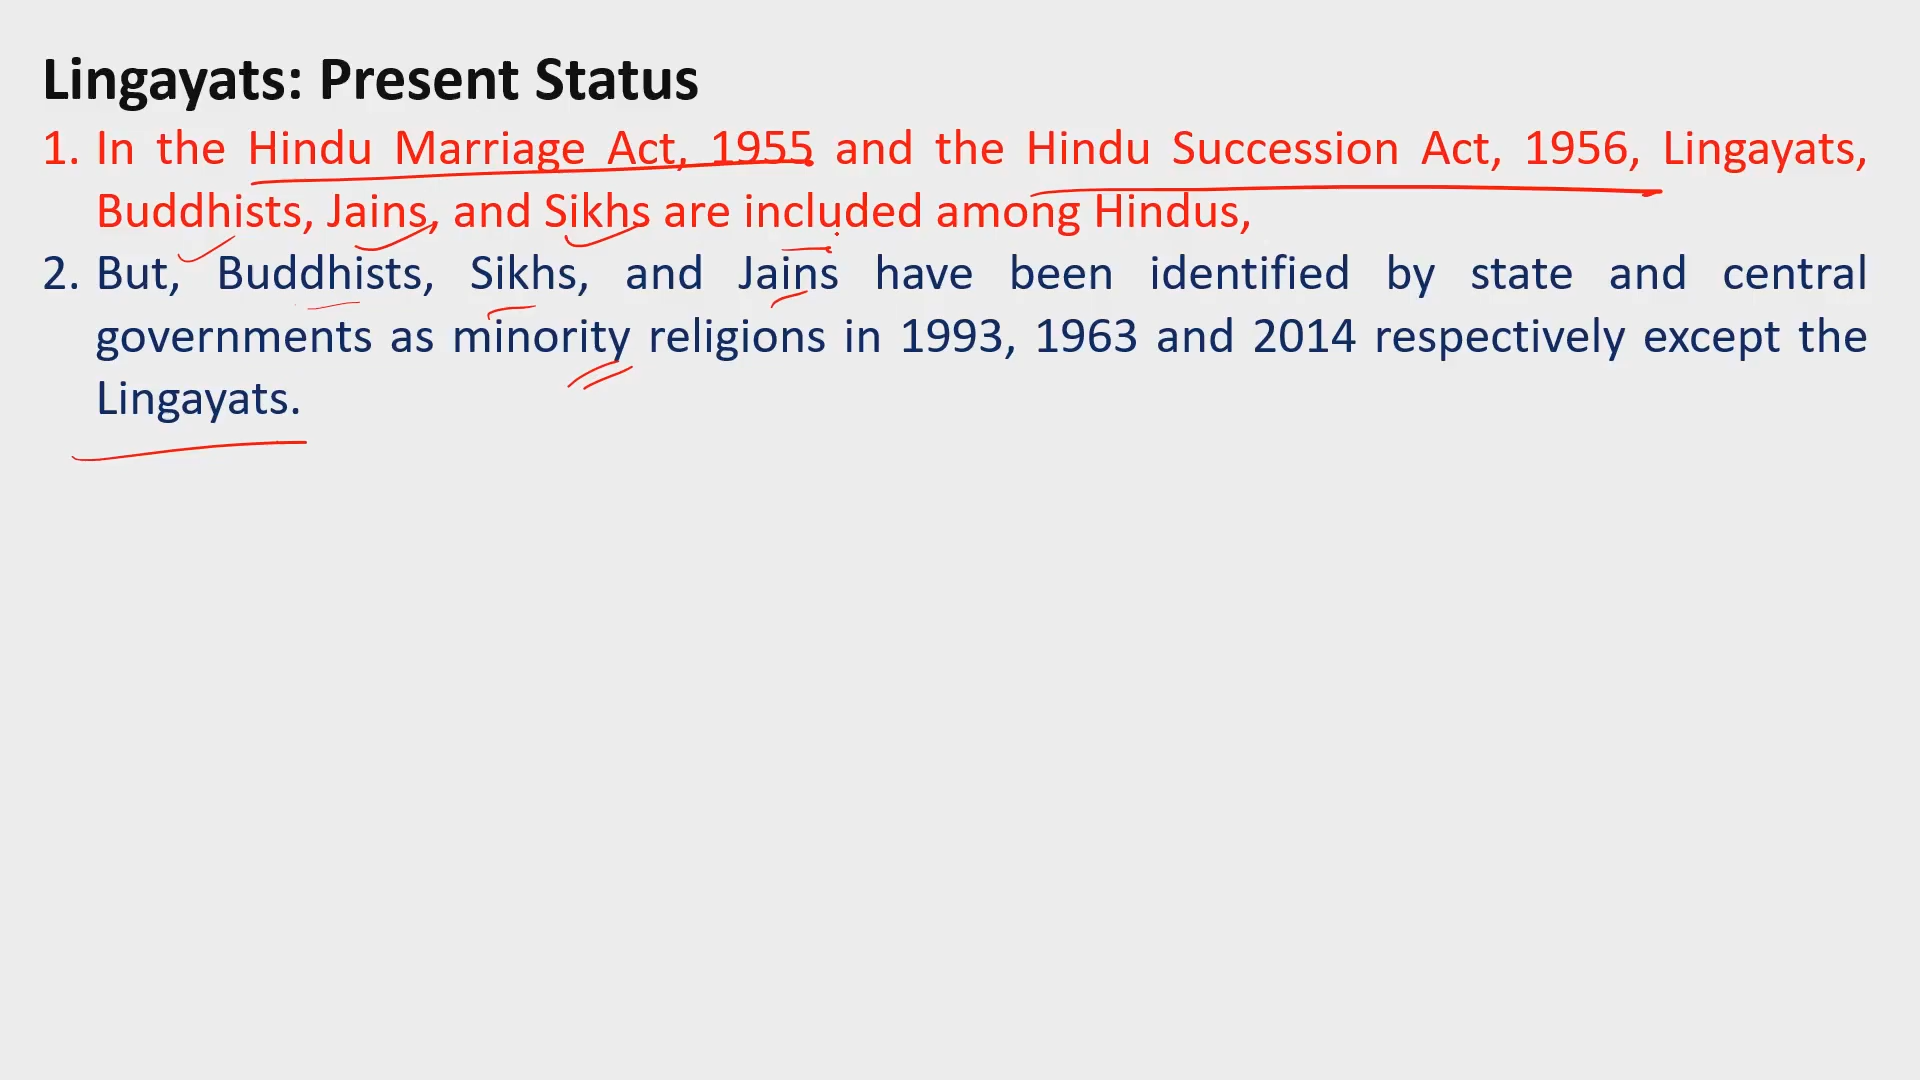 Lingayats: Present Status
1. In the Hindu Marriage Act, 1955 and the Hindu Succession Act, 1956, Lingayats,
Buddhists, Jains, and Sikhs are included among Hindus,
2. But, Buddhists, Sikhs, and Jains have been identified by state and central
governments as minority religions in 1993, 1963 and 2014 respectively except the
Lingayats.